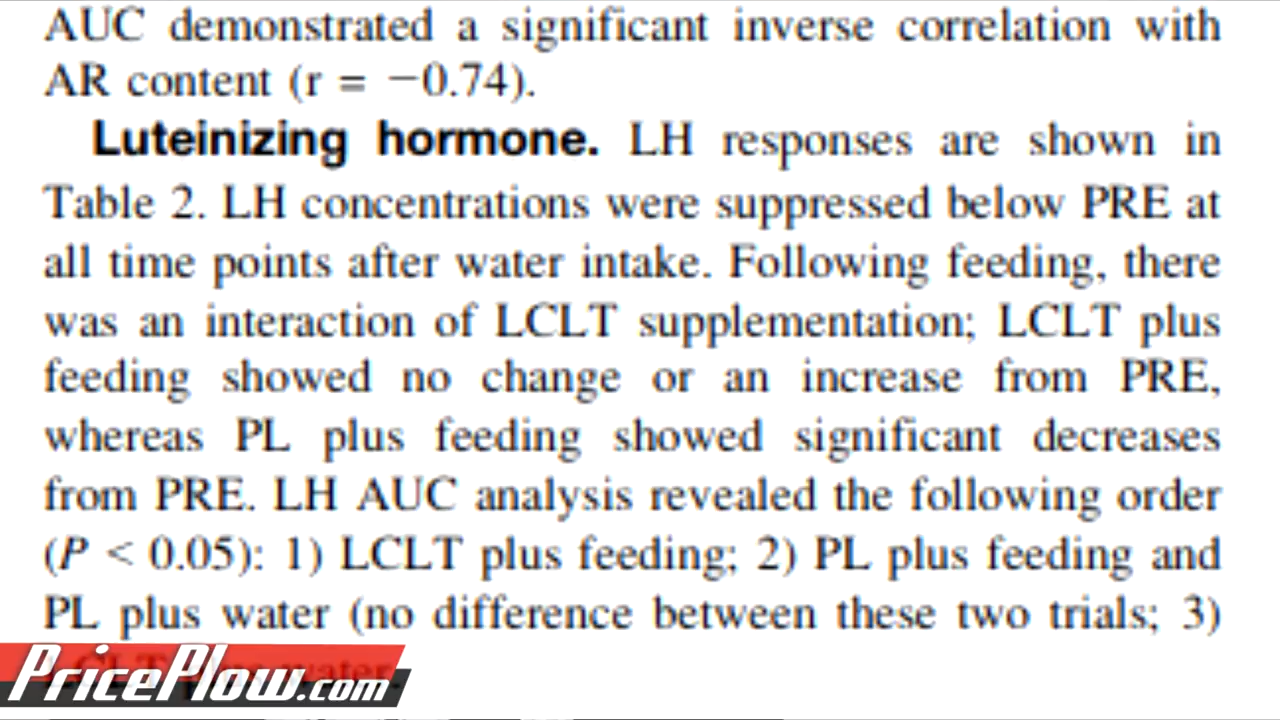 AUC demonstrated a significant inverse correlation with
AR content (r = −0.74).
Luteinizing hormone. LH responses are shown in
Table 2. LH concentrations were suppressed below PRE at
all time points after water intake. Following feeding, there
was an interaction of LCLT supplementation; LCLT plus
feeding showed no change or an increase from PRE,
whereas PL plus feeding showed significant decreases
from PRE. LH AUC analysis revealed the following order
(P < 0.05): 1) LCLT plus feeding; 2) PL plus feeding and
PL plus water (no difference between these two trials; 3)
LCLT plus water.
PricePlow.com